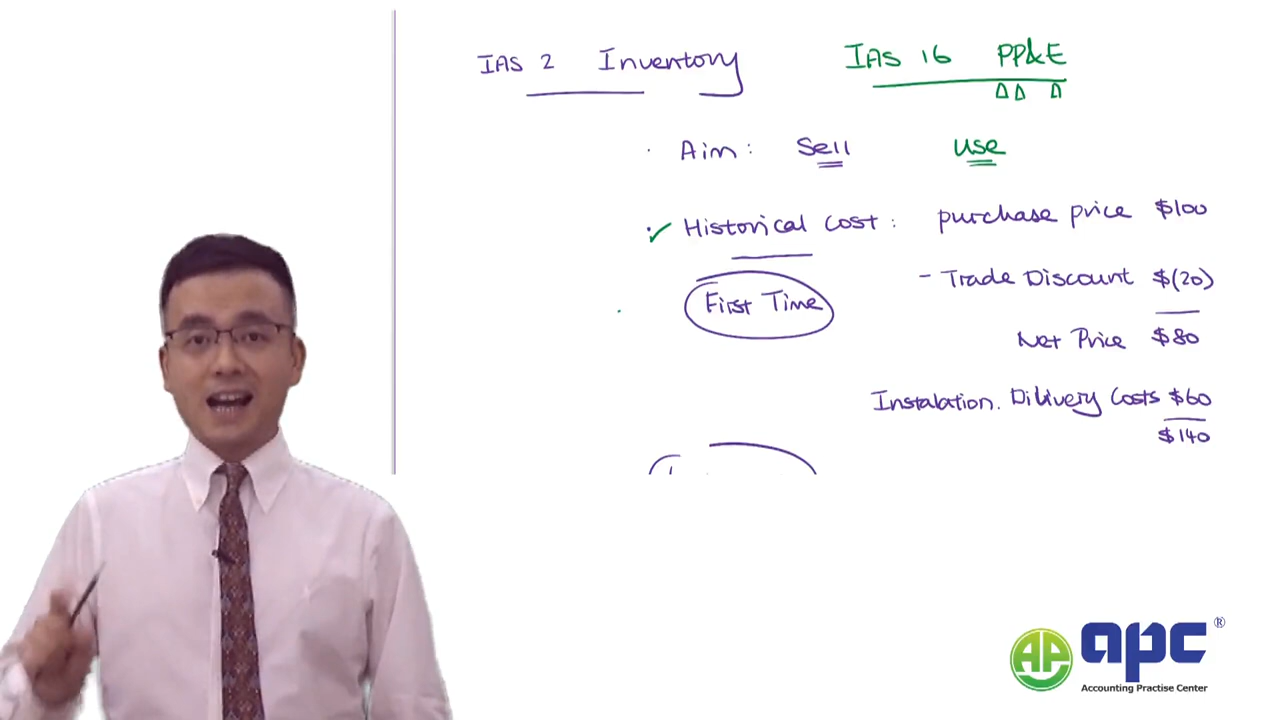 IAS 2 Inventory IAS 16 PP&E
· Aim: Sell Use
· Historical Cost: purchase price $100
First Time - Trade Discount $(20)
Net Price $80
Instalation. Dilivery Costs $60
$140
AP apc ®
Accounting Practise Center